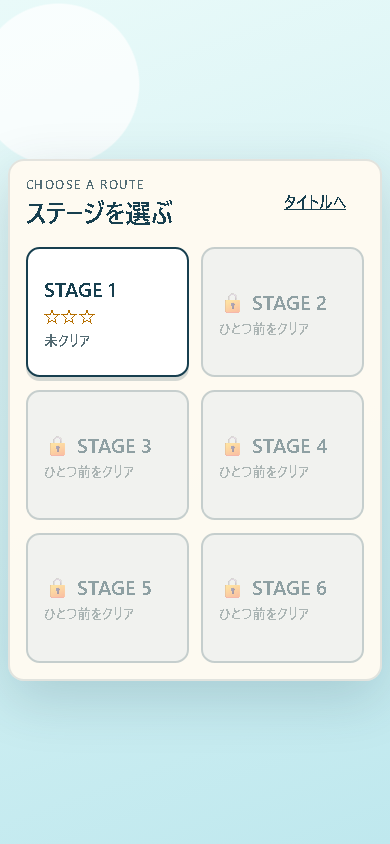 CHOOSE A ROUTE
ステージを選ぶ
タイトルへ
STAGE 1
☆☆☆
未クリア
🔒 STAGE 2
ひとつ前をクリア
🔒 STAGE 3
ひとつ前をクリア
🔒 STAGE 4
ひとつ前をクリア
🔒 STAGE 5
ひとつ前をクリア
🔒 STAGE 6
ひとつ前をクリア